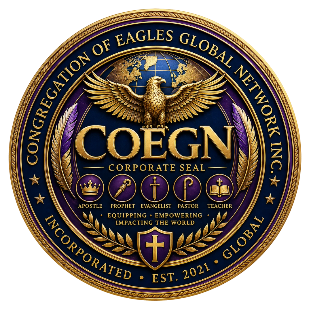 CONGREGATION OF EAGLES GLOBAL NETWORK INC.
COEGN
CORPORATE SEAL
APOSTLE PROPHET EVANGELIST PASTOR TEACHER
EQUIPPING • EMPOWERING
IMPACTING THE WORLD
INCORPORATED • EST. 2021 • GLOBAL